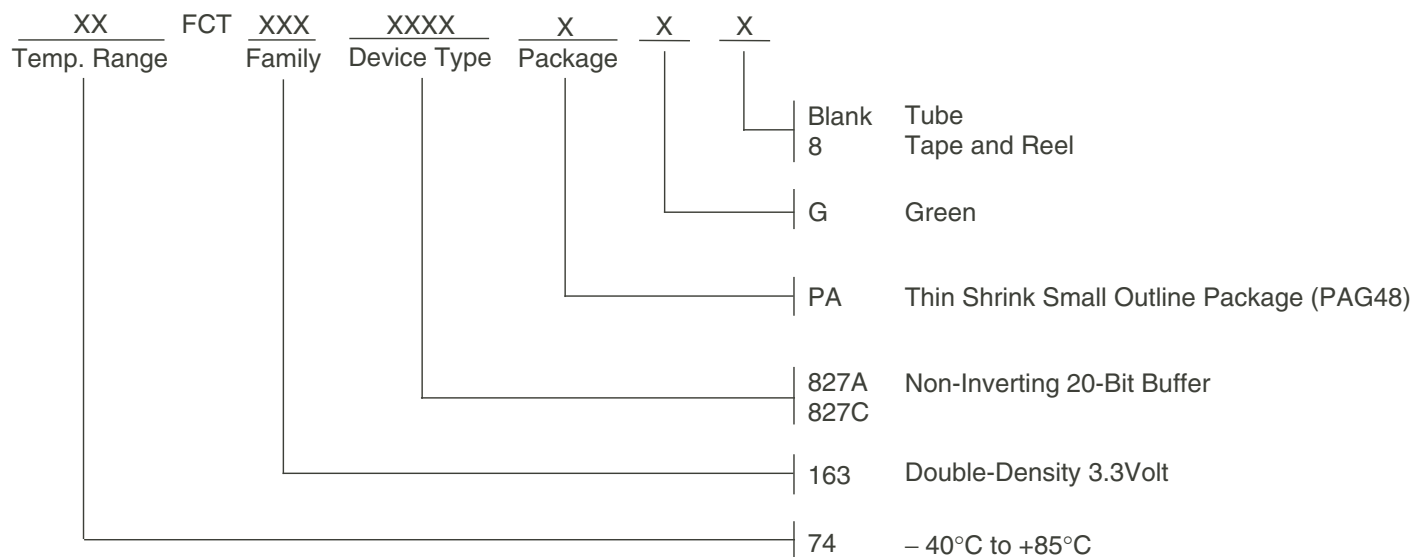 XX FCT XXX XXXX X X X
Temp. Range Family Device Type Package
Blank Tube
8 Tape and Reel
G Green
PA Thin Shrink Small Outline Package (PAG48)
827A Non-Inverting 20-Bit Buffer
827C
163 Double-Density 3.3Volt
74 – 40°C to +85°C